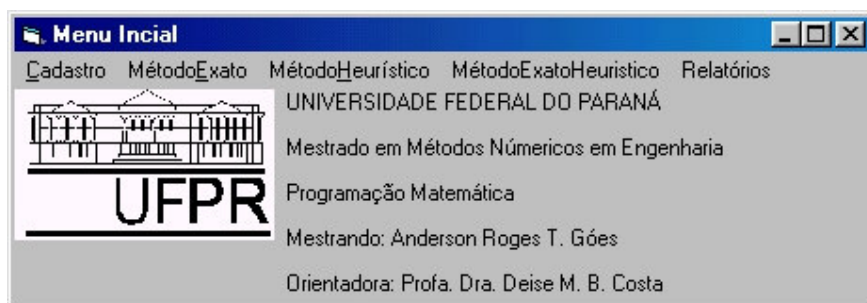 Menu Incial
Cadastro MétodoExato MétodoHeurístico MétodoExatoHeuristico Relatórios
UNIVERSIDADE FEDERAL DO PARANÁ
Mestrado em Métodos Númericos em Engenharia
Programação Matemática
UFPR
Mestrando: Anderson Roges T. Góes
Orientadora: Profa. Dra. Deise M. B. Costa